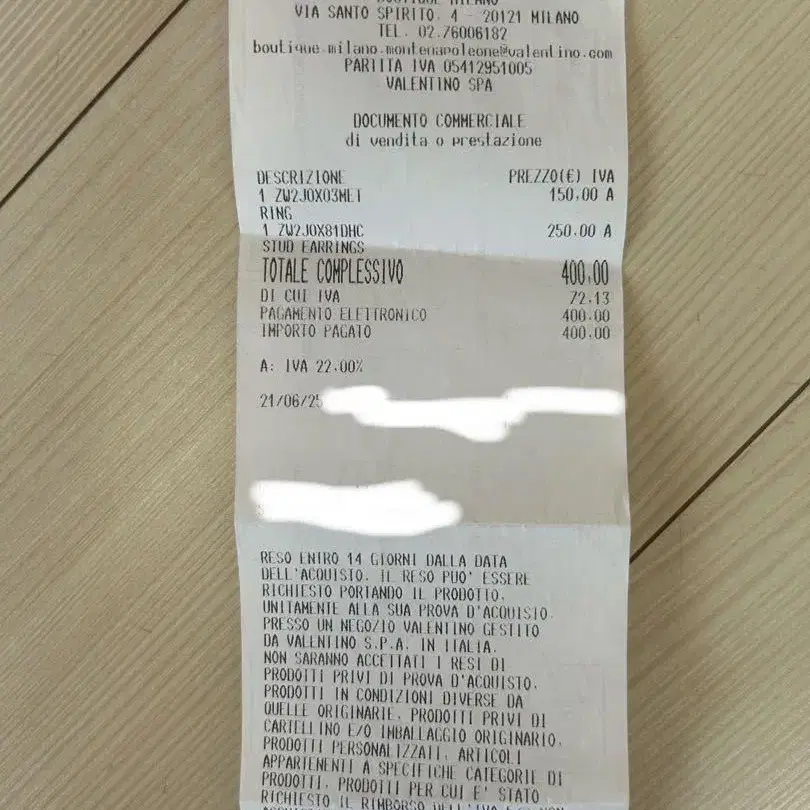 BOUTIQUE MILANO
VIA SANTO SPIRITO, 4 - 20121 MILANO
TEL. 02.76006182
boutique.milano.montenapoleone@valentino.com
PARTITA IVA 05412951005
VALENTINO SPA
DOCUMENTO COMMERCIALE
di vendita o prestazione
DESCRIZIONE PREZZO(€) IVA
1 ZW2J0X03MET 150,00 A
RING
1 ZW2J0X81DHC 250,00 A
STUD EARRINGS
TOTALE COMPLESSIVO 400,00
DI CUI IVA 72,13
PAGAMENTO ELETTRONICO 400,00
IMPORTO PAGATO 400,00
A: IVA 22,00%
21/06/25
RESO ENTRO 14 GIORNI DALLA DATA
DELL'ACQUISTO. IL RESO PUO' ESSERE
RICHIESTO PORTANDO IL PRODOTTO,
UNITAMENTE ALLA SUA PROVA D'ACQUISTO,
PRESSO UN NEGOZIO VALENTINO GESTITO
DA VALENTINO S.P.A. IN ITALIA.
NON SARANNO ACCETTATI I RESI DI
PRODOTTI PRIVI DI PROVA D'ACQUISTO,
PRODOTTI IN CONDIZIONI DIVERSE DA
QUELLE ORIGINARIE, PRODOTTI PRIVI DI
CARTELLINO E/O IMBALLAGGIO ORIGINARIO,
PRODOTTI PERSONALIZZATI, ARTICOLI
APPARTENENTI A SPECIFICHE CATEGORIE DI
PRODOTTI, PRODOTTI PER CUI E' STATO
RICHIESTO IL RIMBORSO DELL'IVA